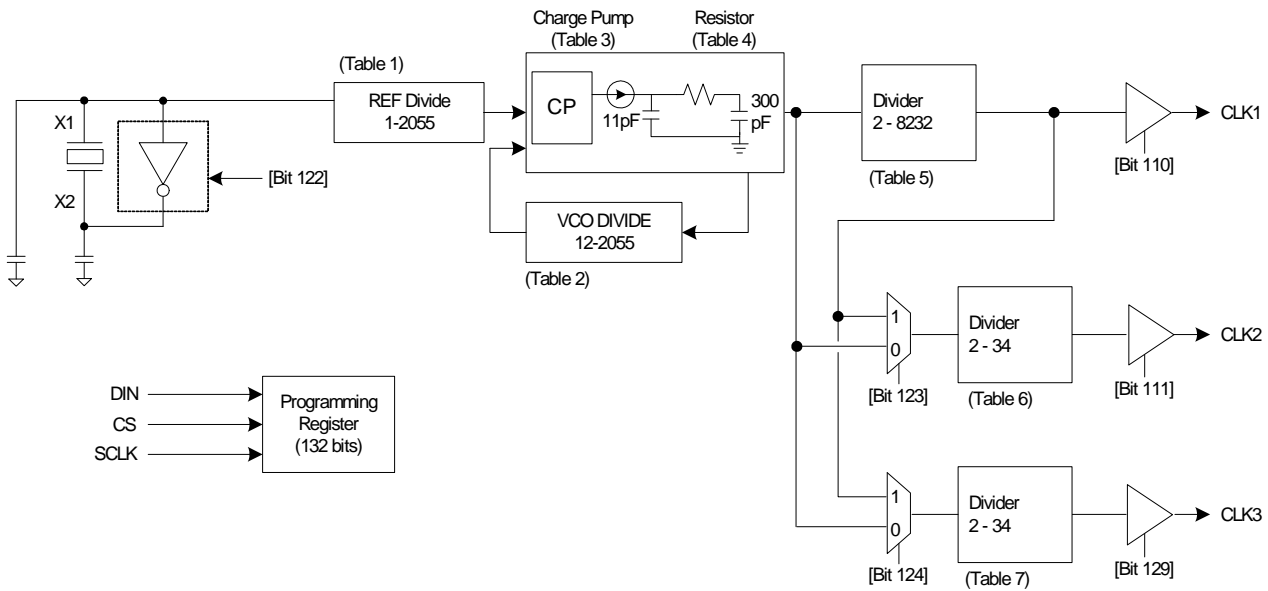 Charge Pump
(Table 3)
Resistor
(Table 4)
(Table 1)
REF Divide
1-2055
CP
11pF
300
pF
Divider
2 - 8232
(Table 5)
CLK1
[Bit 110]
X1
X2
[Bit 122]
VCO DIVIDE
12-2055
(Table 2)
1
0
[Bit 123]
Divider
2 - 34
(Table 6)
CLK2
[Bit 111]
DIN
CS
SCLK
Programming
Register
(132 bits)
1
0
[Bit 124]
Divider
2 - 34
(Table 7)
CLK3
[Bit 129]